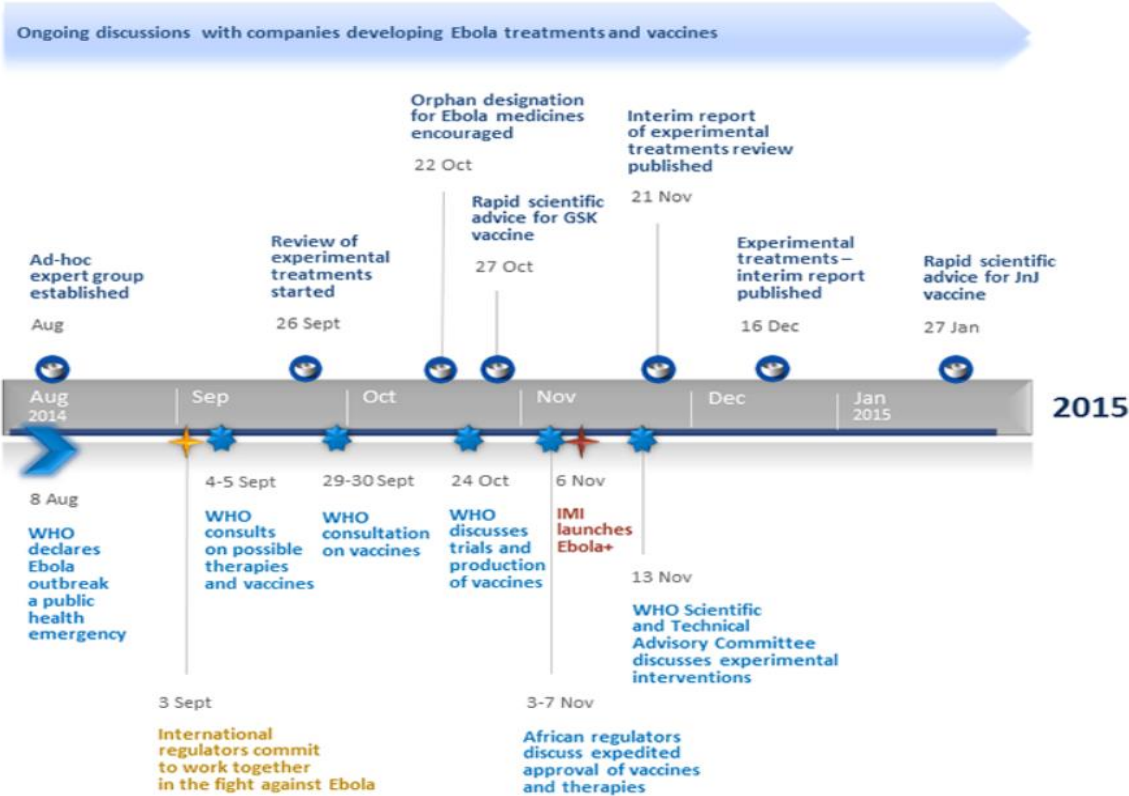 Ongoing discussions with companies developing Ebola treatments and vaccines
Orphan designation
for Ebola medicines
encouraged
22 Oct
Interim report
of experimental
treatments review
published
21 Nov
Rapid scientific
advice for GSK
vaccine
27 Oct
Ad-hoc
expert group
established
Aug
Review of
experimental
treatments
started
26 Sept
Experimental
treatments –
interim report
published
16 Dec
Rapid scientific
advice for JnJ
vaccine
27 Jan
Aug
2014
Sep
Oct
Nov
Dec
Jan
2015
2015
8 Aug
WHO
declares
Ebola
outbreak
a public
health
emergency
4-5 Sept
WHO
consults
on possible
therapies
and vaccines
29-30 Sept
WHO
consultation
on vaccines
24 Oct
WHO
discusses
trials and
production
of vaccines
6 Nov
IMI
launches
Ebola+
13 Nov
WHO Scientific
and Technical
Advisory Committee
discusses experimental
interventions
3 Sept
International
regulators commit
to work together
in the fight against Ebola
3-7 Nov
African regulators
discuss expedited
approval of vaccines
and therapies